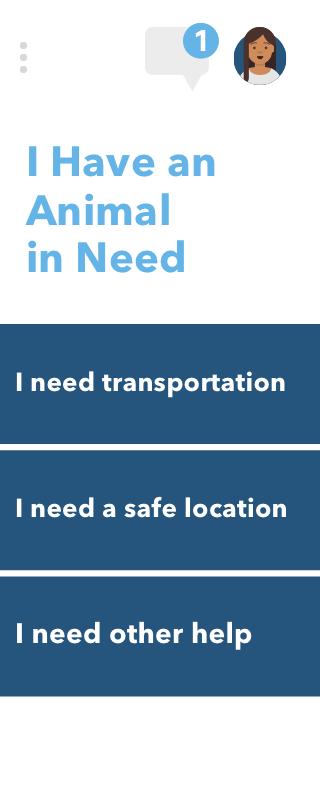 1
I Have an
Animal
in Need
I need transportation
I need a safe location
I need other help